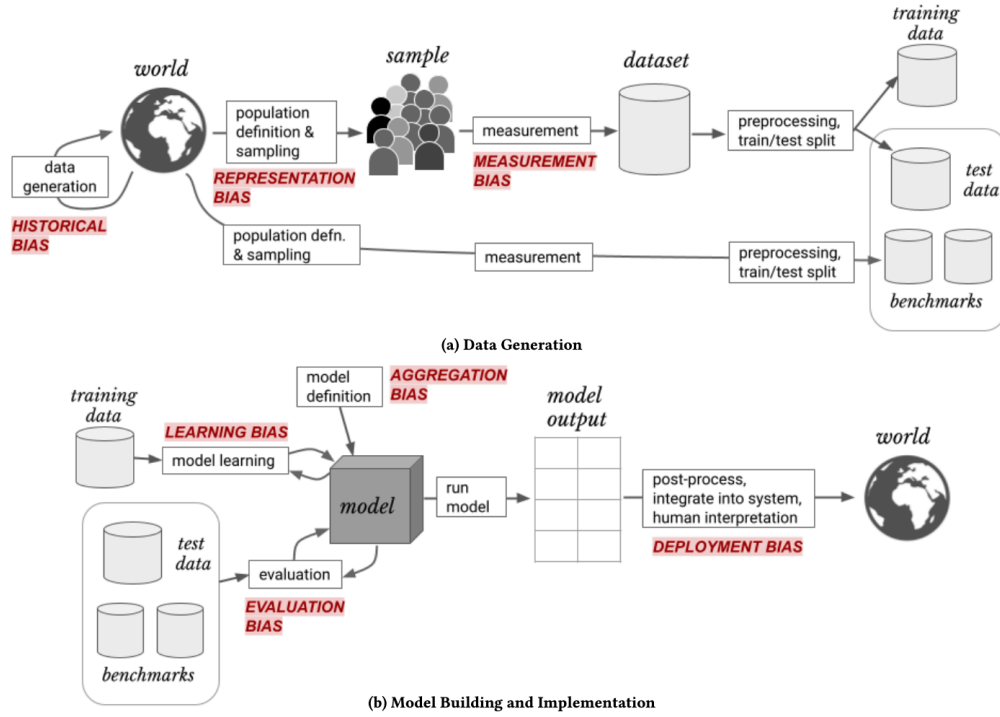 training
data
sample
world
dataset
population
definition &
sampling
measurement
preprocessing,
train/test split
data
generation
REPRESENTATION
BIAS
MEASUREMENT
BIAS
test
data
HISTORICAL
BIAS
population defn.
& sampling
measurement
preprocessing,
train/test split
benchmarks
(a) Data Generation
model
definition
AGGREGATION
BIAS
training
data
model
output
LEARNING BIAS
world
model learning
model
run
model
post-process,
integrate into system,
human interpretation
DEPLOYMENT BIAS
test
data
evaluation
EVALUATION
BIAS
benchmarks
(b) Model Building and Implementation